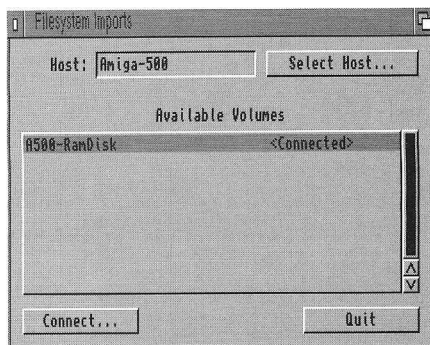 Filesystem Imports
Host: Amiga-500 Select Host...
Available Volumes
A500-RamDisk <Connected>
Connect... Quit